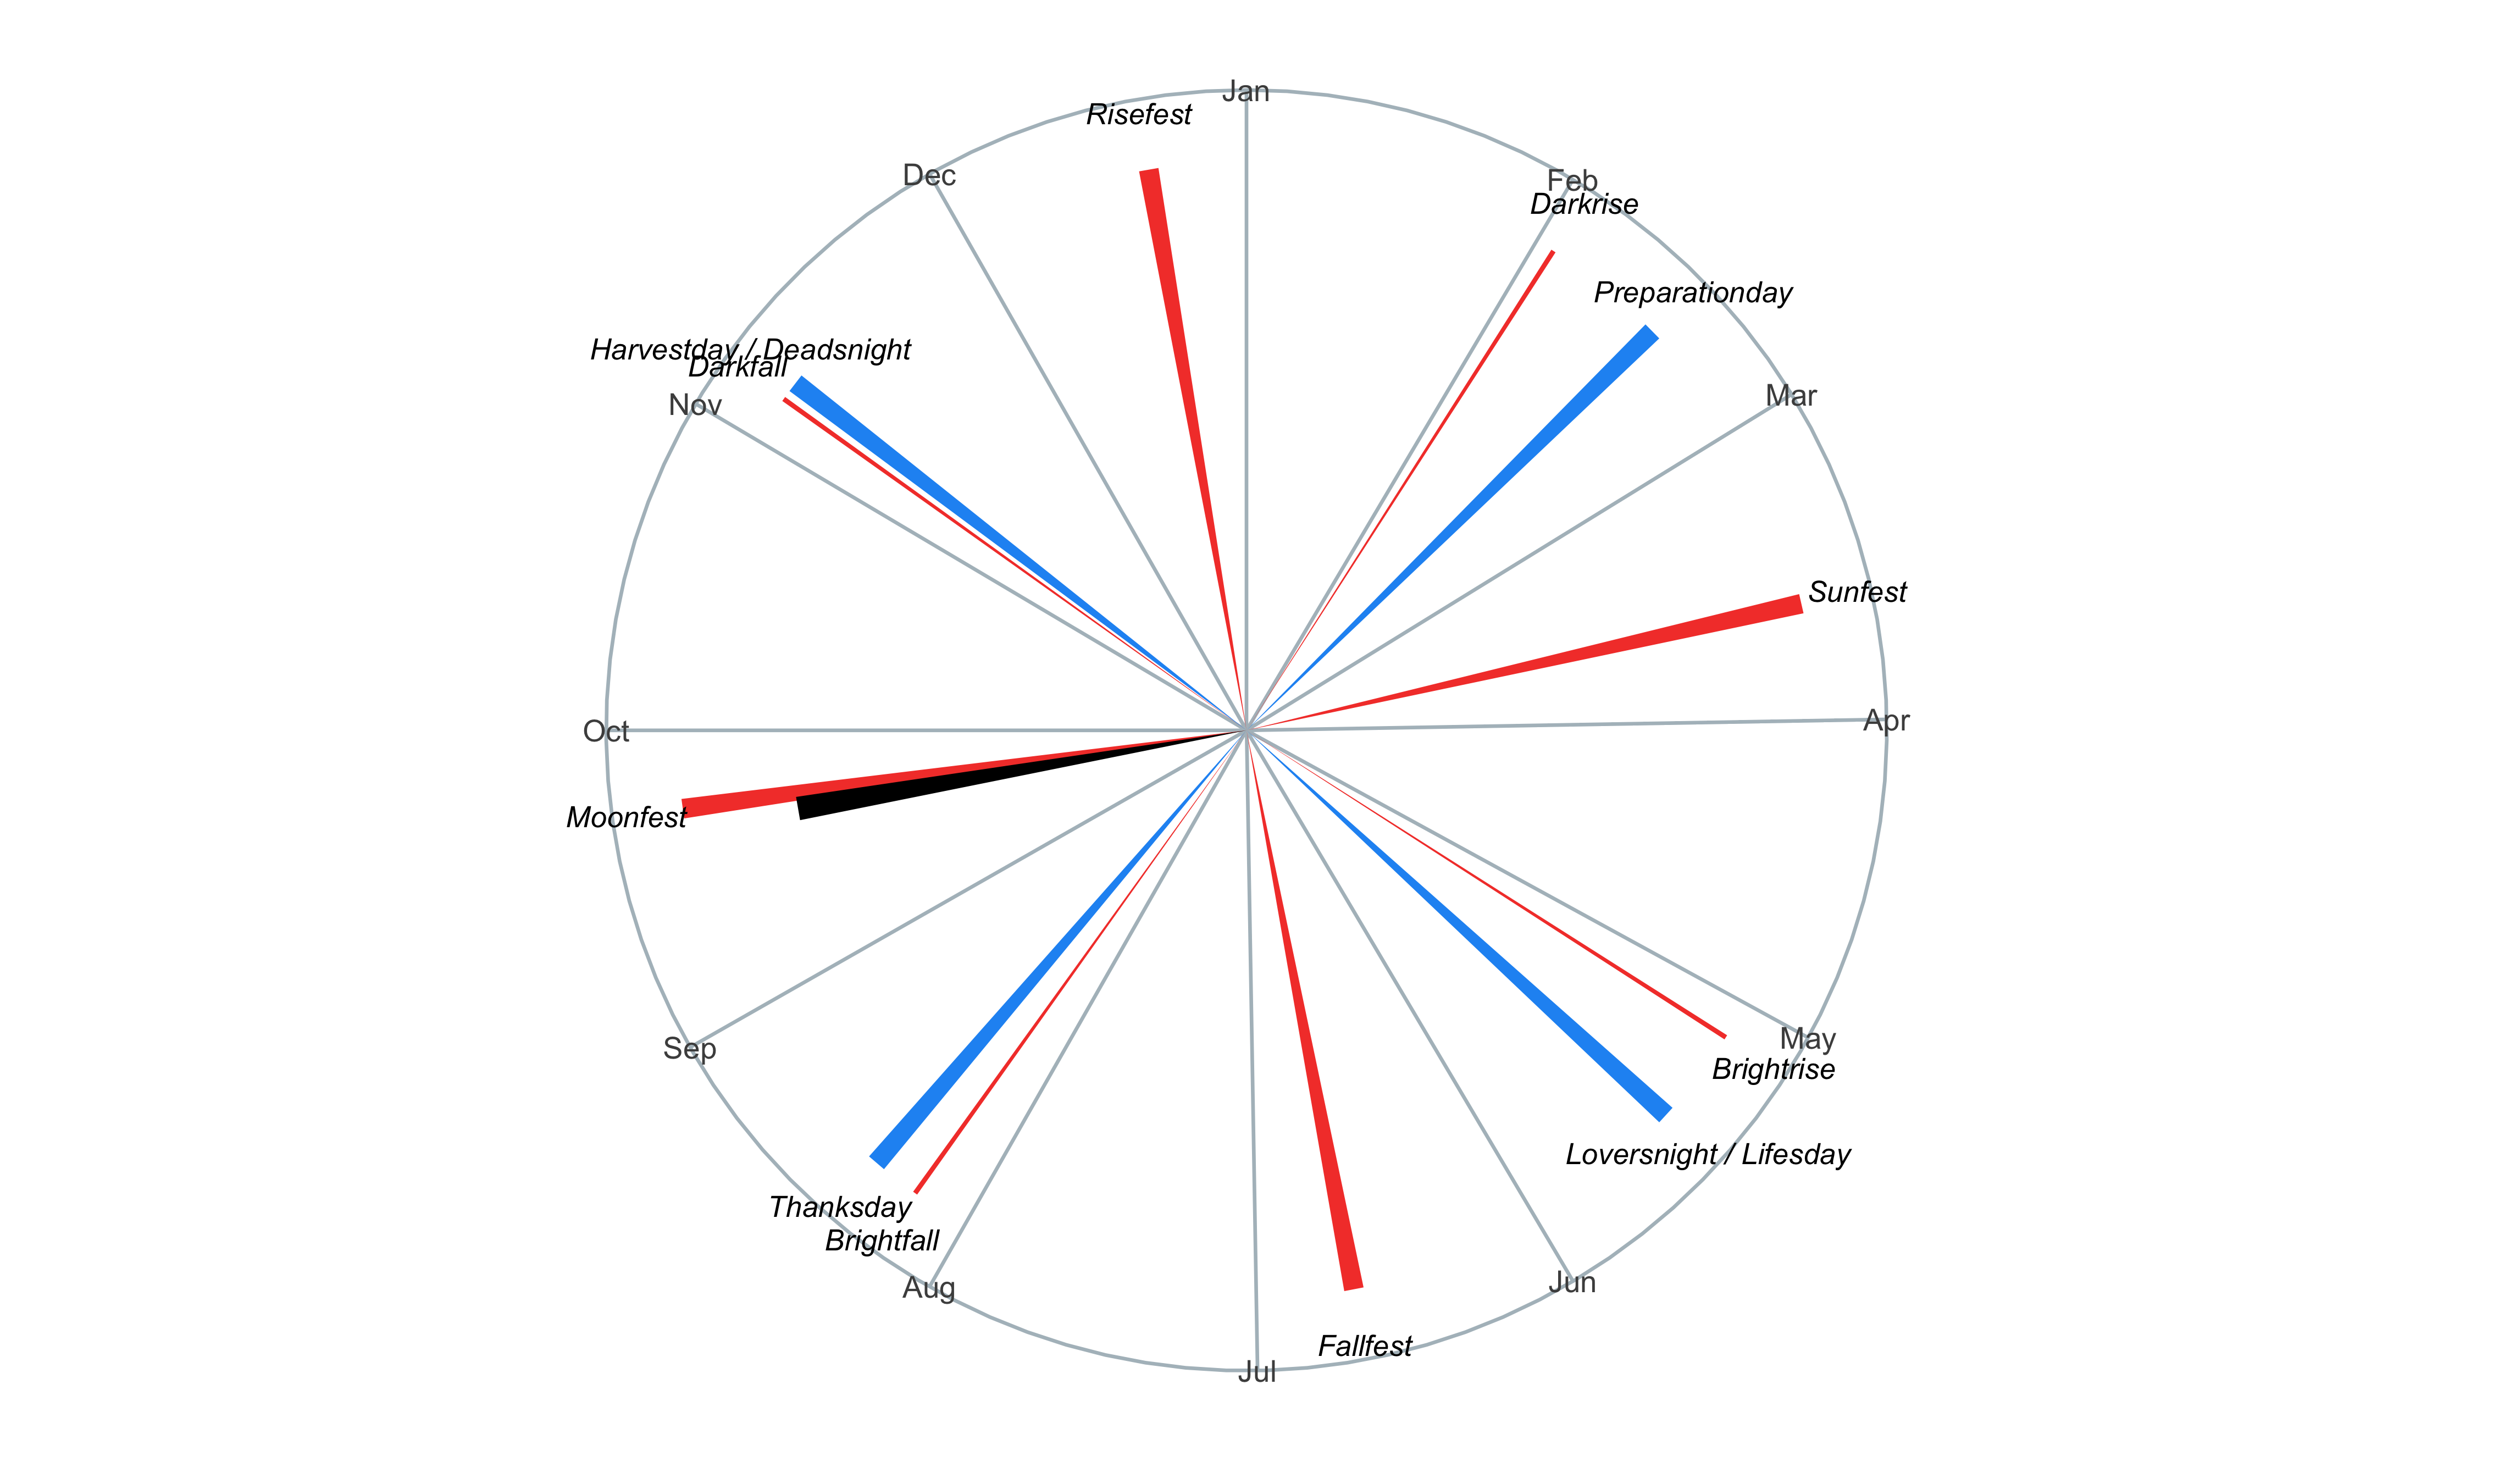 Jan
Risefest
Dec
Feb
Darkrise
Preparationday
Harvestday / Deadsnight
Darkfall
Nov
Mar
Sunfest
Oct
Apr
Moonfest
Sep
May
Brightrise
Loversnight / Lifesday
Thanksday
Brightfall
Aug
Jun
Fallfest
Jul